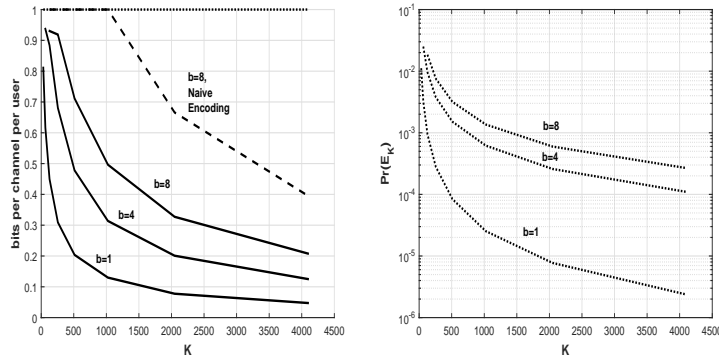 bits per channel per user
1
0.9
0.8
0.7
0.6
0.5
0.4
0.3
0.2
0.1
0
b=8,
Naive
Encoding
b=8
b=4
b=1
0 500 1000 1500 2000 2500 3000 3500 4000 4500
K
Pr(E_K)
10^-1
10^-2
10^-3
10^-4
10^-5
10^-6
b=8
b=4
b=1
0 500 1000 1500 2000 2500 3000 3500 4000 4500
K